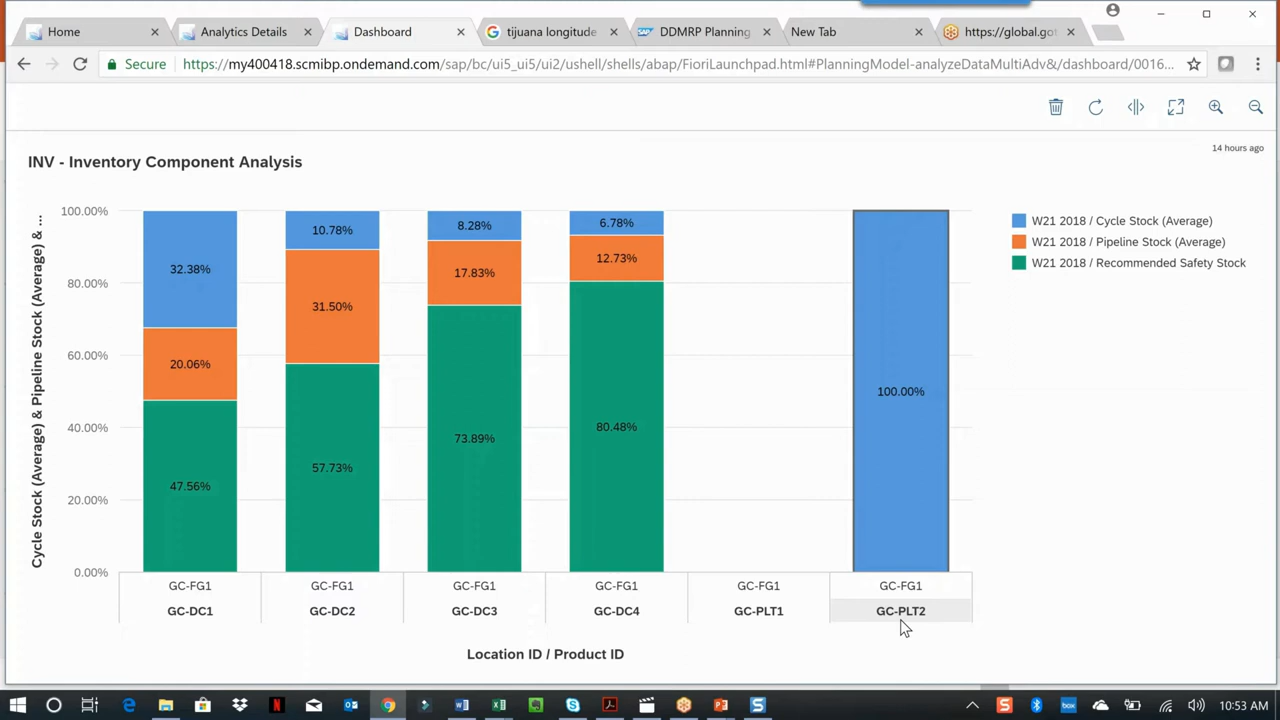 Home
Analytics Details
Dashboard
tijuana longitude
DDMRP Planning
New Tab
https://global.got
Secure
https://my400418.scmibp.ondemand.com/sap/bc/ui5_ui5/ui2/ushell/shells/abap/FioriLaunchpad.html#PlanningModel-analyzeDataMultiAdv&/dashboard/0016...
INV - Inventory Component Analysis
14 hours ago
Cycle Stock (Average) & Pipeline Stock (Average) & ...
100.00%
80.00%
60.00%
40.00%
20.00%
0.00%
32.38%
20.06%
47.56%
10.78%
31.50%
57.73%
8.28%
17.83%
73.89%
6.78%
12.73%
80.48%
100.00%
W21 2018 / Cycle Stock (Average)
W21 2018 / Pipeline Stock (Average)
W21 2018 / Recommended Safety Stock
GC-FG1 GC-FG1 GC-FG1 GC-FG1 GC-FG1 GC-FG1
GC-DC1 GC-DC2 GC-DC3 GC-DC4 GC-PLT1 GC-PLT2
Location ID / Product ID
10:53 AM